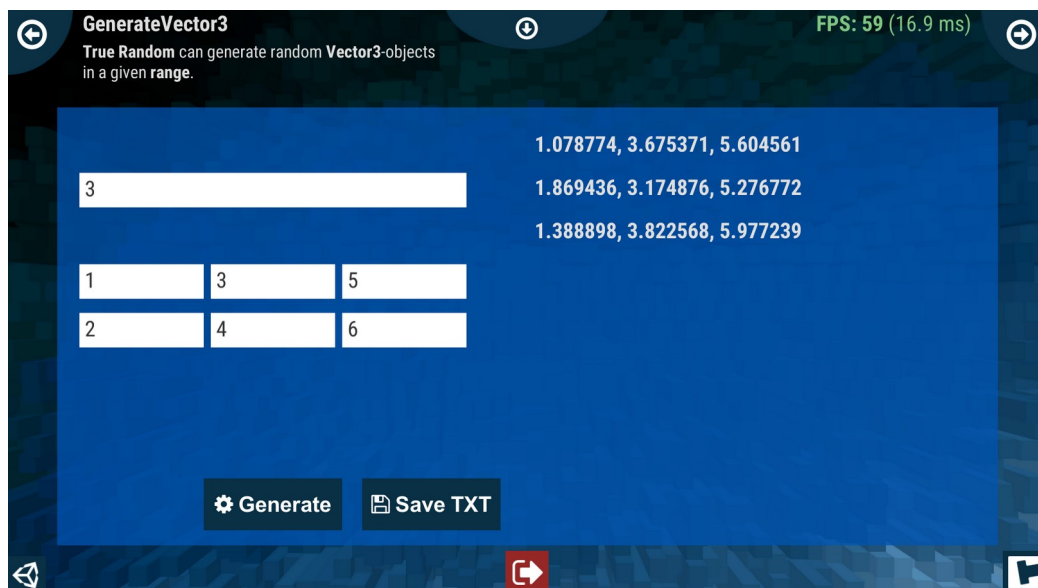 GenerateVector3
FPS: 59 (16.9 ms)
True Random can generate random Vector3-objects
in a given range.
3
1 3 5
2 4 6
Generate Save TXT
1.078774, 3.675371, 5.604561
1.869436, 3.174876, 5.276772
1.388898, 3.822568, 5.977239